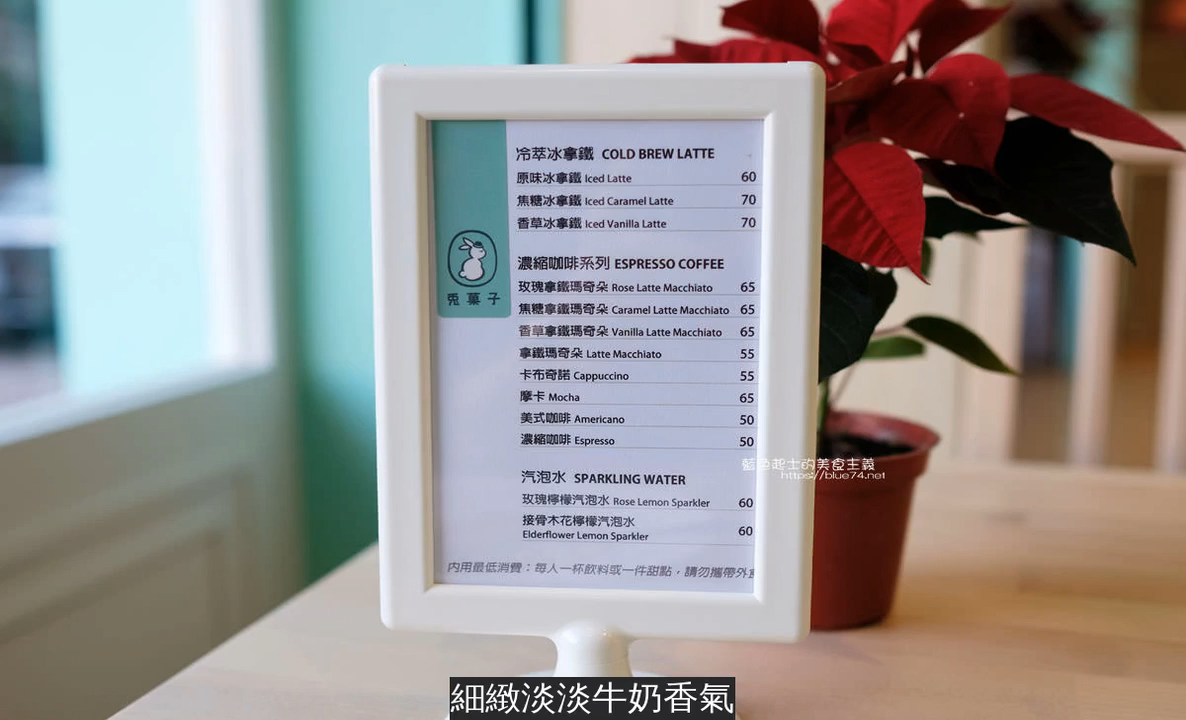 兎菓子
冷萃冰拿鐵 COLD BREW LATTE
原味冰拿鐵 Iced Latte 60
焦糖冰拿鐵 Iced Caramel Latte 70
香草冰拿鐵 Iced Vanilla Latte 70
濃縮咖啡系列 ESPRESSO COFFEE
玫瑰拿鐵瑪奇朵 Rose Latte Macchiato 65
焦糖拿鐵瑪奇朵 Caramel Latte Macchiato 65
香草拿鐵瑪奇朵 Vanilla Latte Macchiato 65
拿鐵瑪奇朵 Latte Macchiato 55
卡布奇諾 Cappuccino 55
摩卡 Mocha 65
美式咖啡 Americano 50
濃縮咖啡 Espresso 50
汽泡水 SPARKLING WATER
玫瑰檸檬汽泡水 Rose Lemon Sparkler 60
接骨木花檸檬汽泡水
Elderflower Lemon Sparkler 60
內用最低消費：每人一杯飲料或一件甜點，請勿攜帶外食
藍色起士的美食主義
https://blue74.net
細緻淡淡牛奶香氣